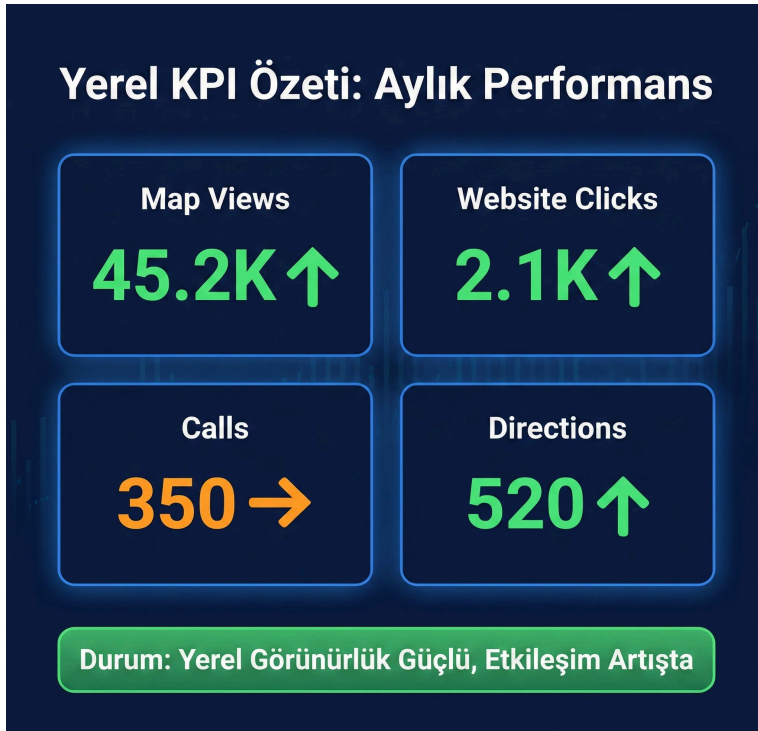 Yerel KPI Özeti: Aylık Performans
Map Views
45.2K↑
Website Clicks
2.1K↑
Calls
350→
Directions
520↑
Durum: Yerel Görünürlük Güçlü, Etkileşim Artışta